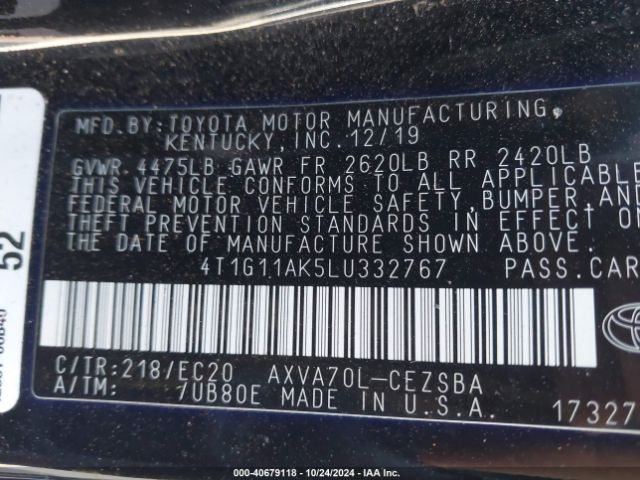 MFD.BY:TOYOTA MOTOR MANUFACTURING,
KENTUCKY, INC. 12/19
GVWR 4475LB GAWR FR 2620LB RR 2420LB
THIS VEHICLE CONFORMS TO ALL APPLICABLE
FEDERAL MOTOR VEHICLE SAFETY, BUMPER, AND
THEFT PREVENTION STANDARDS IN EFFECT ON
THE DATE OF MANUFACTURE SHOWN ABOVE.
4T1G11AK5LU332767 PASS.CAR
C/TR:218/EC20 AXVA70L-CEZSBA
A/TM: 7UB80E MADE IN U.S.A.
17327
52
000-40679118 - 10/24/2024 - IAA Inc.